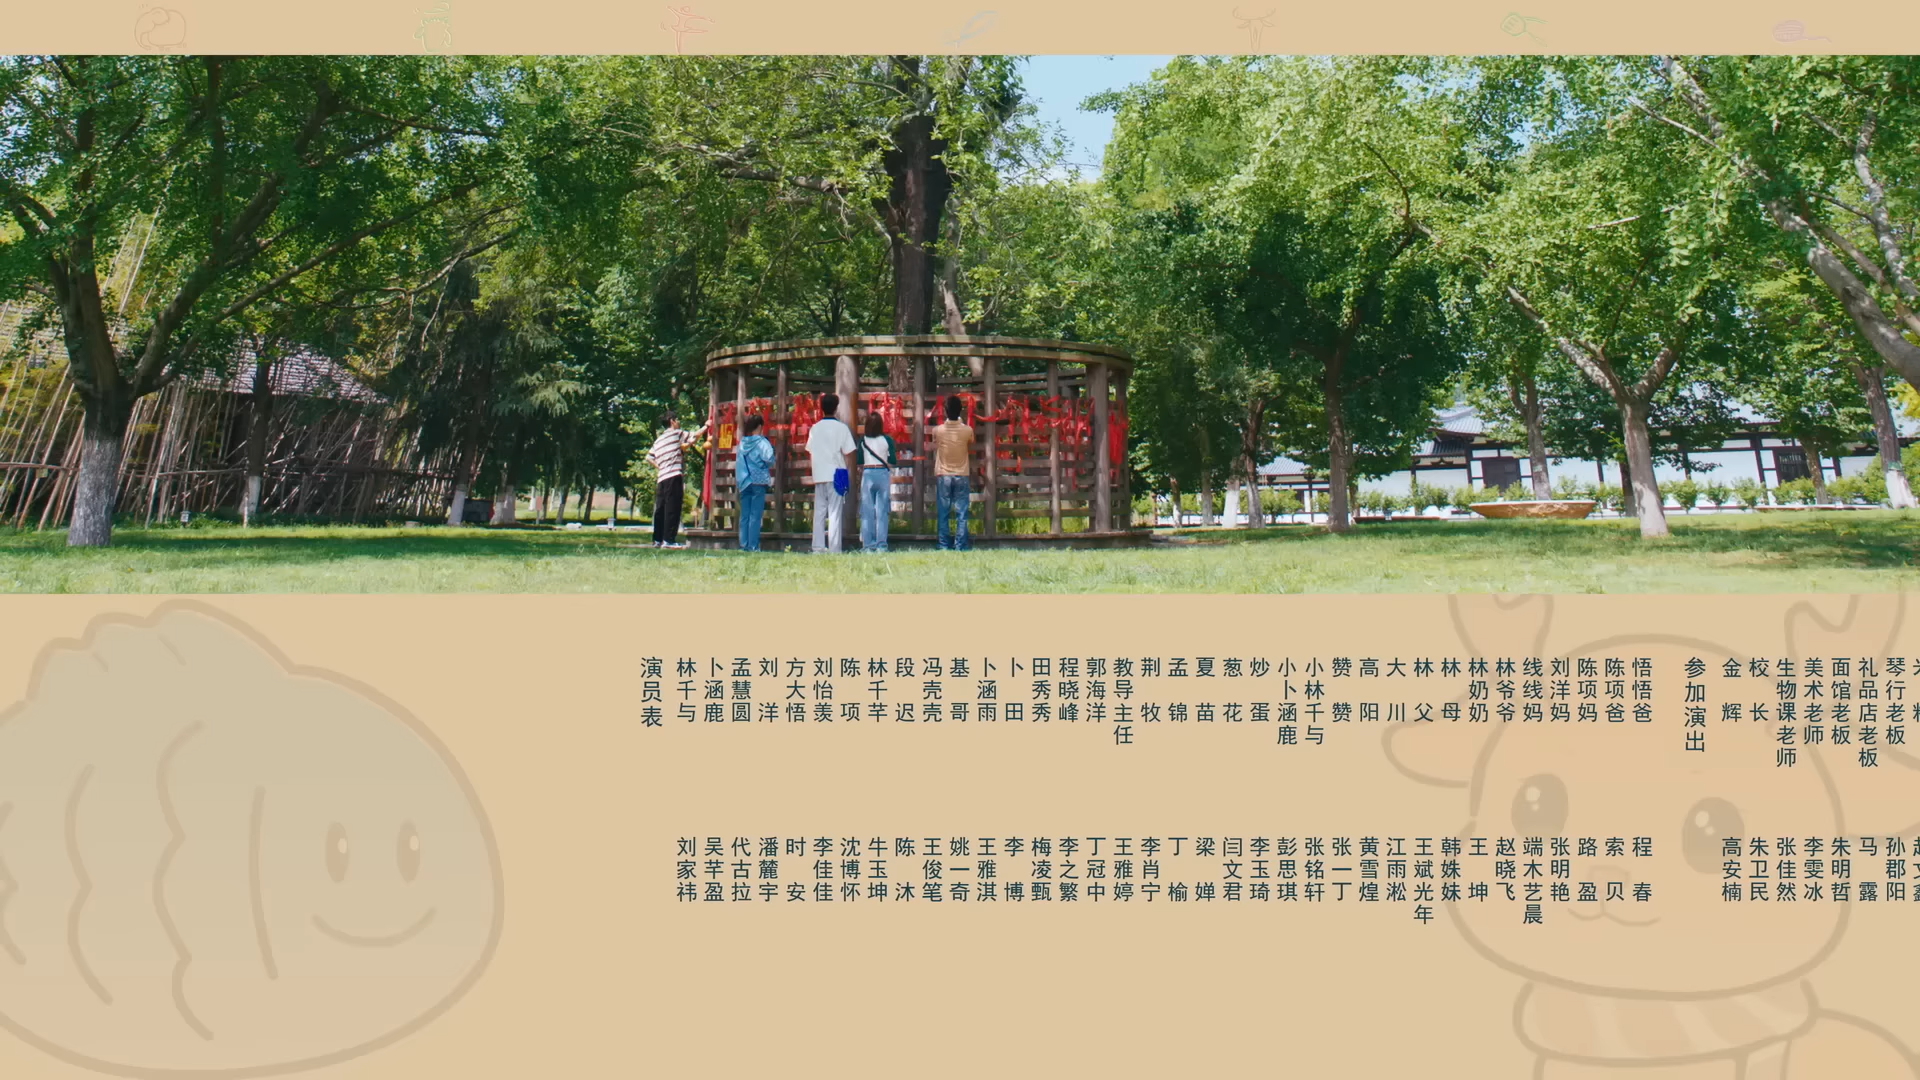 演员表
林千与 刘家祎
卜涵鹿 吴芊盈
孟慧圆 代古拉
刘洋 潘麓宇
方大悟 时安
刘怡羡 李佳佳
陈项 沈博怀
林千芊 牛玉坤
段迟 陈沐
冯壳壳 王俊笔
基哥 姚一奇
卜涵雨 王雅淇
卜田 李博
田秀秀 梅凌甄
程晓峰 李之繁
郭海洋 丁冠中
教导主任 王雅婷
荆牧 李肖宁
孟锦 丁榆
夏苗 梁婵
葱花 闫文君
炒蛋 李玉琦
小卜涵鹿 彭思琪
小林千与 张铭轩
赞赞 张一丁
高阳 黄雪煌
大川 江雨淞
林父 王斌光年
林母 韩姝妹
林奶奶 王坤
林爷爷 赵晓飞
线线妈 端木艺晨
刘洋妈 张明艳
陈项妈 路盈
陈项爸 索贝
悟悟爸 程春
参加演出
金辉 高安楠
校长 朱卫民
生物课老师 张佳然
美术老师 李雯冰
面馆老板 朱明哲
礼品店老板 马露
琴行老板 孙郡阳